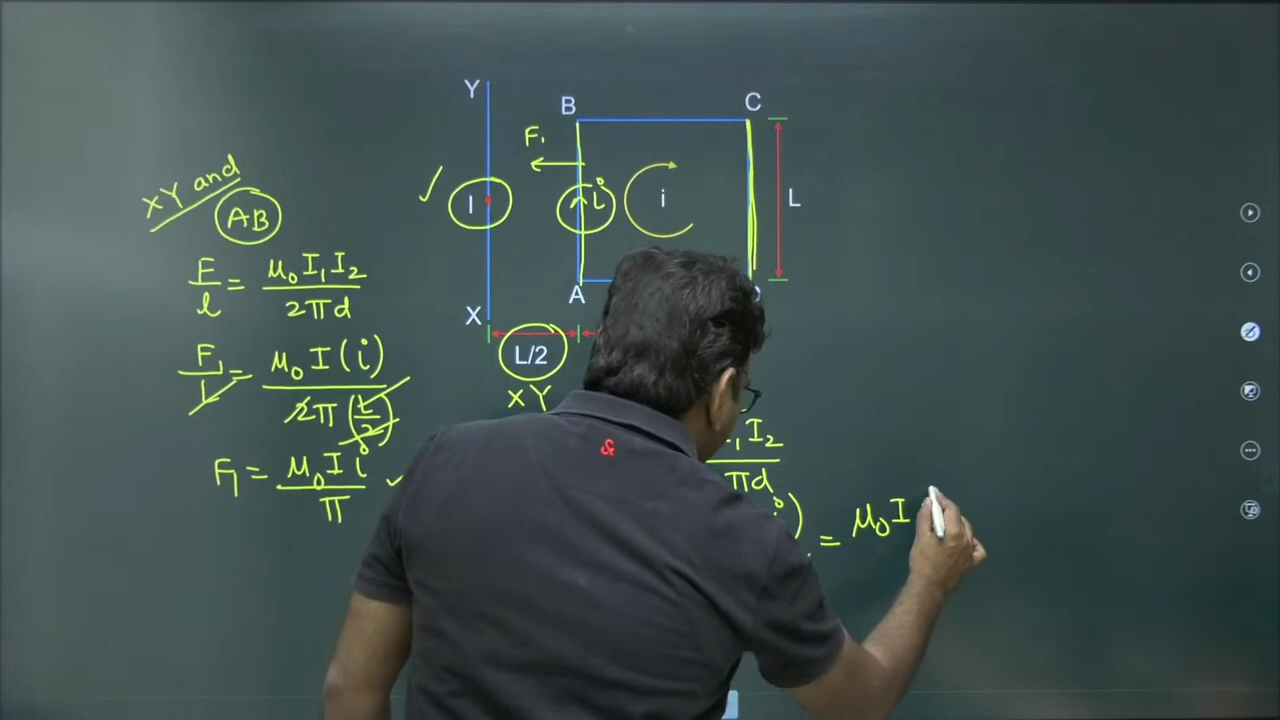 Y
B
C
F₁
XY and
AB
I
i
i
L
F/l = μ₀I₁I₂/2πd
A
X
L/2
F₁/L = μ₀I(i)/2π(L/2)
XY
F₁ = μ₀Ii/π ✓
I₂
πd
= μ₀I